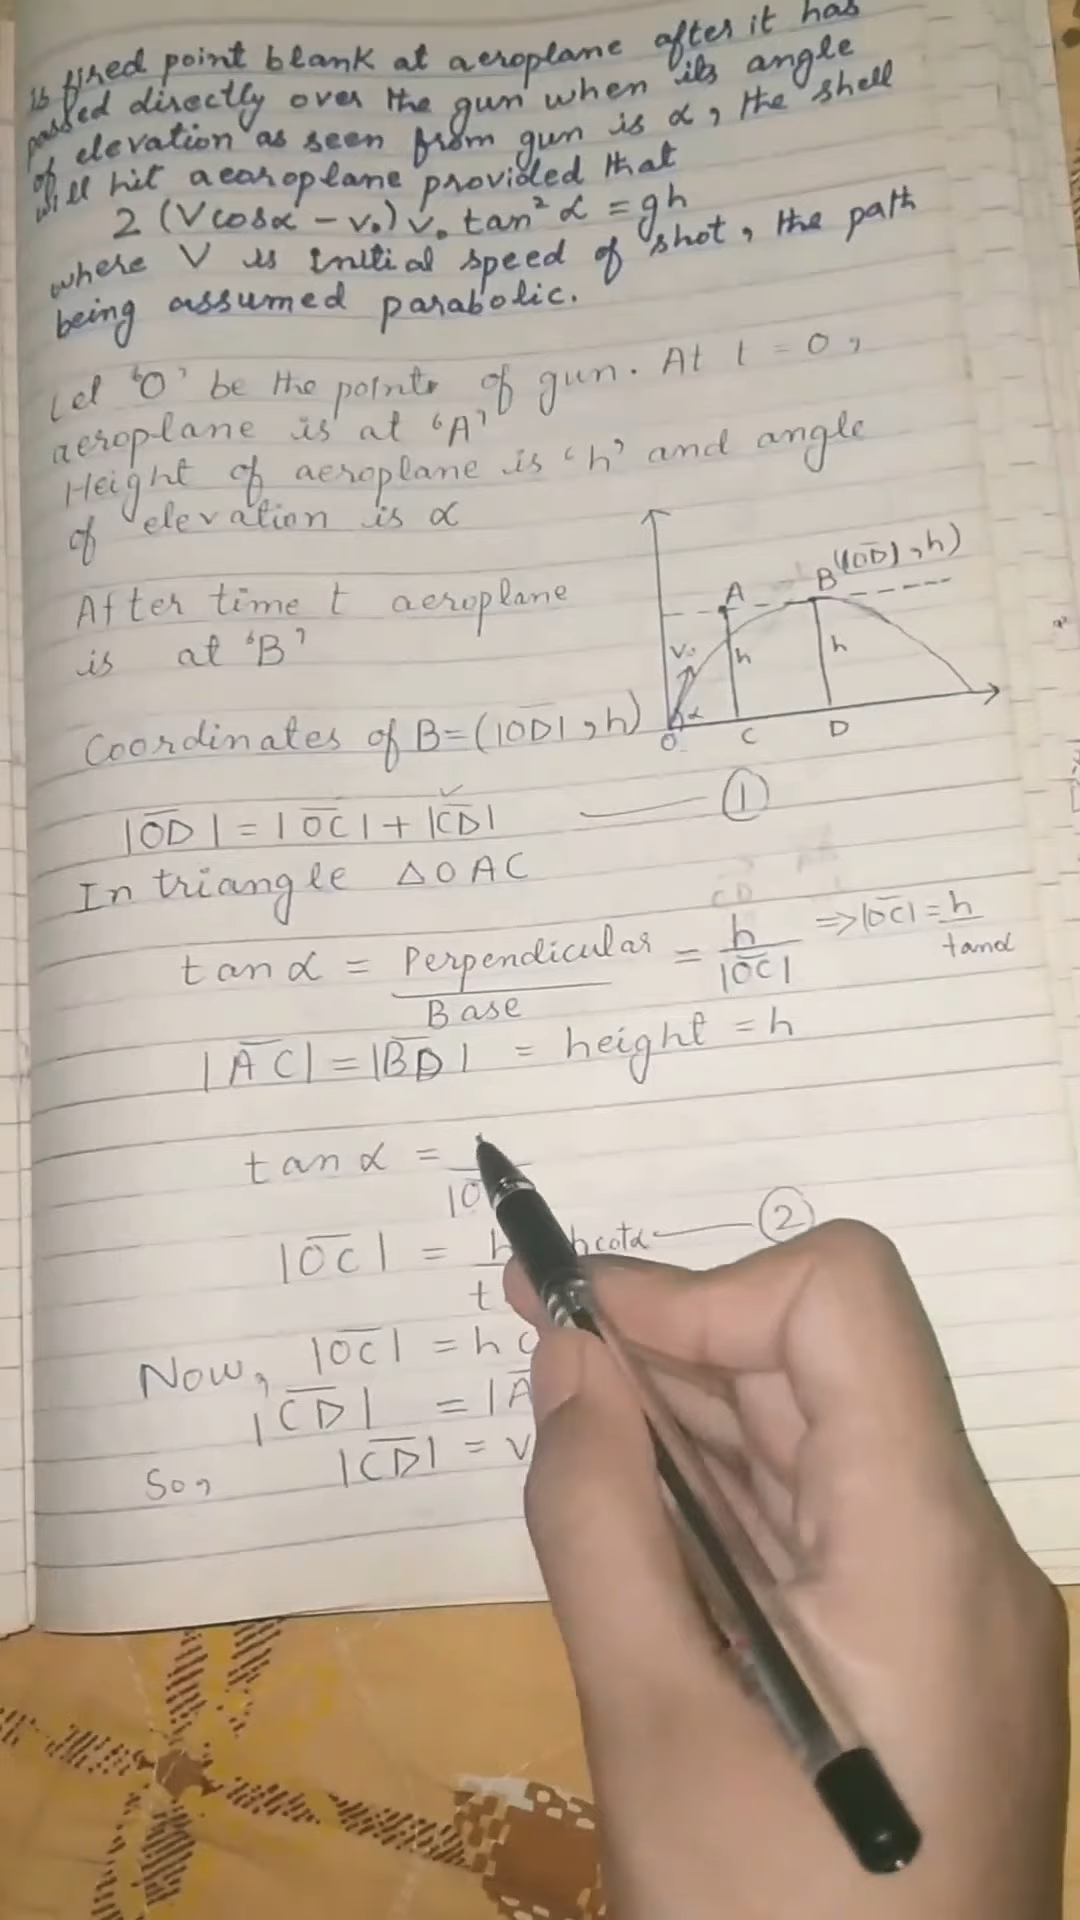 is fired point blank at aeroplane after it has
passed directly over the gun when its angle
of elevation as seen from gun is α, the shell
will hit aearoplane provided that
2 (Vcosα - v₀) v₀ tan² α = gh
where V is initial speed of shot, the path
being assumed parabolic.
Let 'O' be the points of gun. At t = 0,
aeroplane is at 'A'
Height of aeroplane is 'h' and angle
of elevation is α
After time t aeroplane
is at 'B'
A B (|OD|, h)
V₀ h h
α
O C D
Coordinates of B = (|OD|, h)
|OD| = |OC| + |CD| ① 
In triangle ΔOAC
tan α = Perpendicular / Base = h / |OC| ⇒ |OC| = h / tanα
|AC| = |BD| = height = h
tan α =
|OC| = h hcotα ②
t
Now, |OC| = h
|CD| = |A
So, |CD| = v